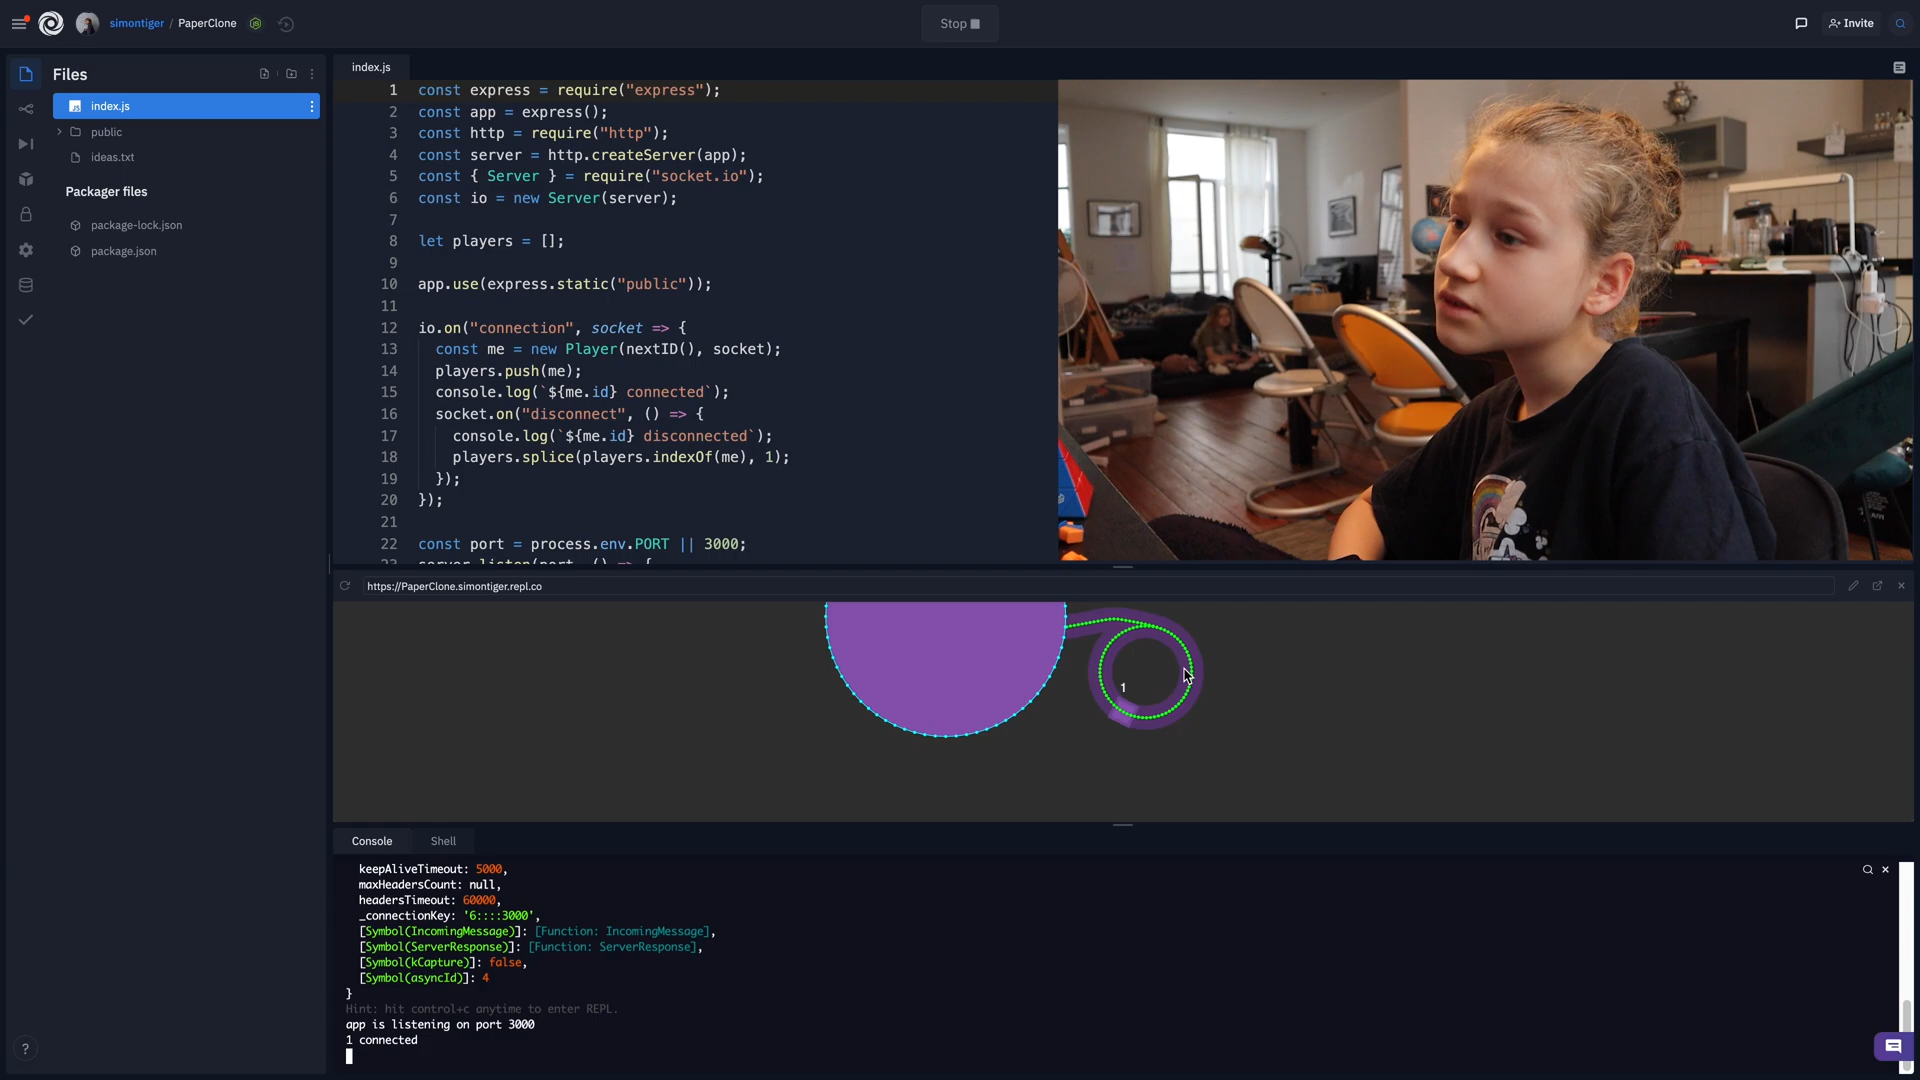 simontiger / PaperClone
Stop
Invite
Files
index.js
public
ideas.txt
Packager files
package-lock.json
package.json
index.js
1 const express = require("express");
2 const app = express();
3 const http = require("http");
4 const server = http.createServer(app);
5 const { Server } = require("socket.io");
6 const io = new Server(server);
7
8 let players = [];
9
10 app.use(express.static("public"));
11
12 io.on("connection", socket => {
13 const me = new Player(nextID(), socket);
14 players.push(me);
15 console.log(`${me.id} connected`);
16 socket.on("disconnect", () => {
17 console.log(`${me.id} disconnected`);
18 players.splice(players.indexOf(me), 1);
19 });
20 });
21
22 const port = process.env.PORT || 3000;
23 server.listen(port, () => {
https://PaperClone.simontiger.repl.co
1
Console Shell
keepAliveTimeout: 5000,
maxHeadersCount: null,
headersTimeout: 60000,
_connectionKey: '6::::3000',
[Symbol(IncomingMessage)]: [Function: IncomingMessage],
[Symbol(ServerResponse)]: [Function: ServerResponse],
[Symbol(kCapture)]: false,
[Symbol(asyncId)]: 4
}
Hint: hit control+c anytime to enter REPL.
app is listening on port 3000
1 connected
?